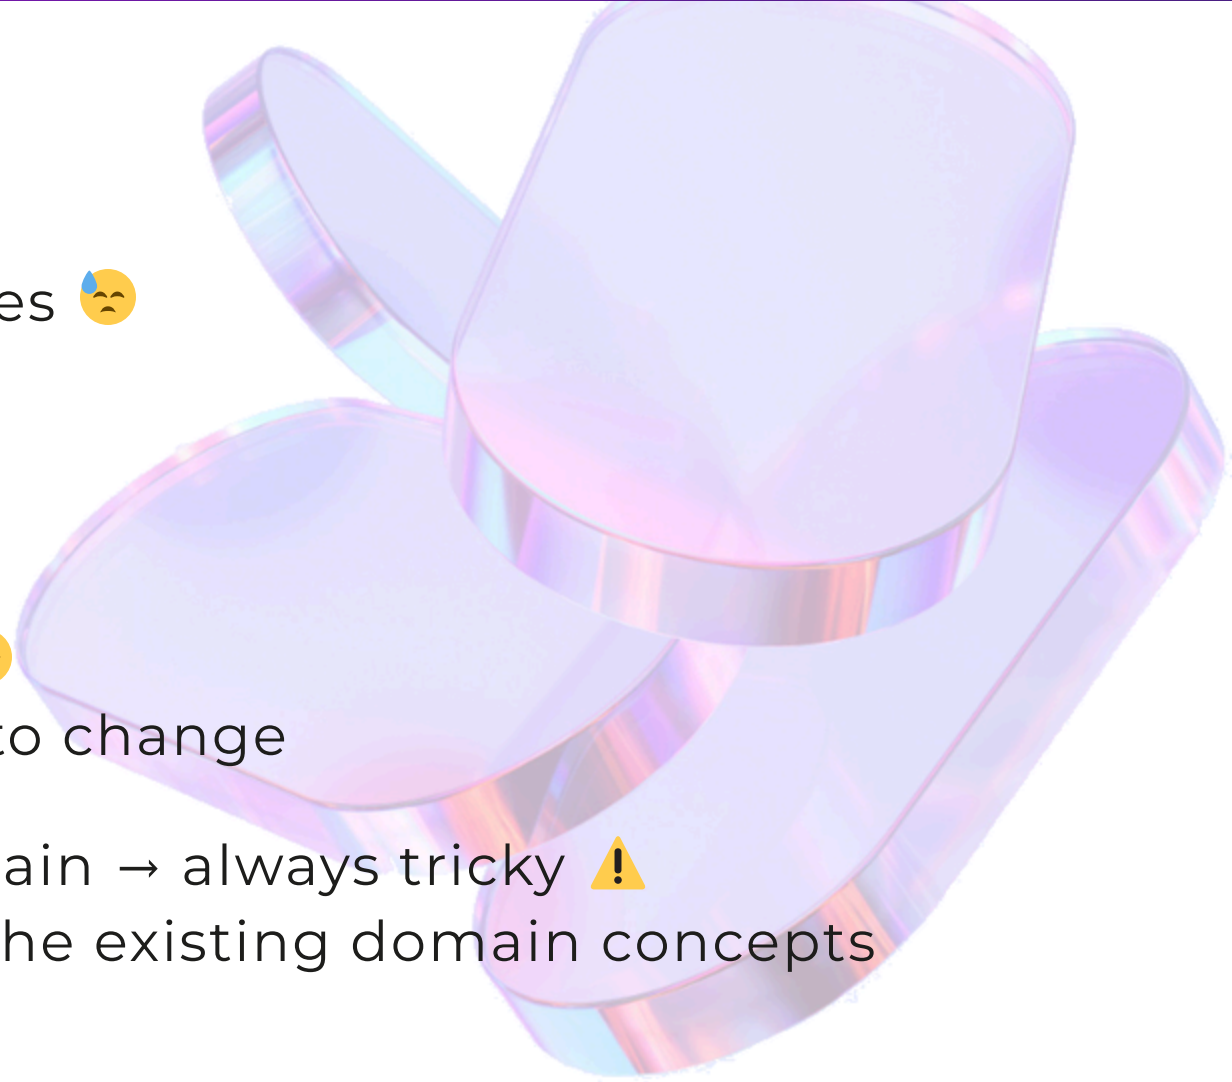 es 😓
to change
ain → always tricky ⚠️
he existing domain concepts